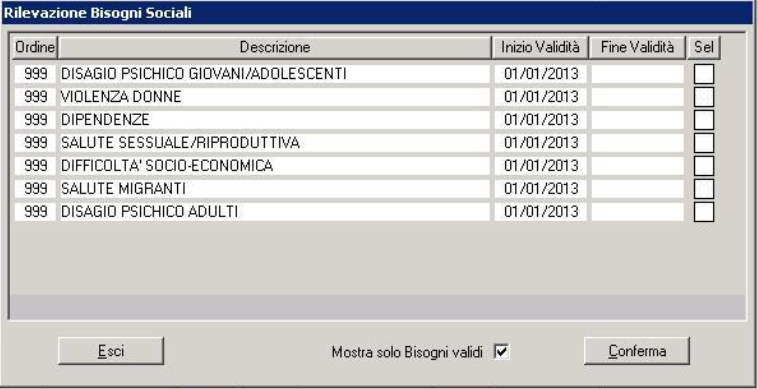 Rilevazione Bisogni Sociali
Ordine Descrizione Inizio Validità Fine Validità Sel
999 DISAGIO PSICHICO GIOVANI/ADOLESCENTI 01/01/2013
999 VIOLENZA DONNE 01/01/2013
999 DIPENDENZE 01/01/2013
999 SALUTE SESSUALE/RIPRODUTTIVA 01/01/2013
999 DIFFICOLTA' SOCIO-ECONOMICA 01/01/2013
999 SALUTE MIGRANTI 01/01/2013
999 DISAGIO PSICHICO ADULTI 01/01/2013
Esci Mostra solo Bisogni validi Conferma